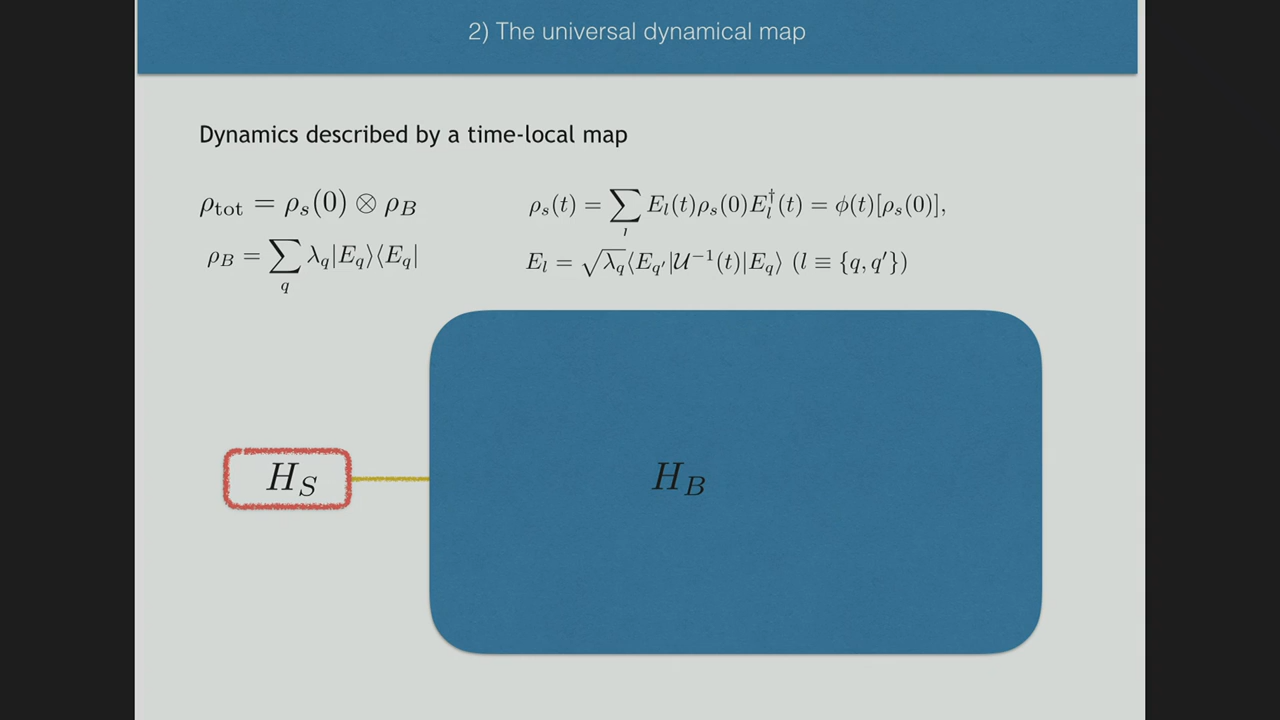 2) The universal dynamical map
Dynamics described by a time-local map
ρ_tot = ρ_s(0) ⊗ ρ_B
ρ_s(t) = ∑_l E_l(t)ρ_s(0)E_l^†(t) = ϕ(t)[ρ_s(0)],
ρ_B = ∑_q λ_q|E_q⟩⟨E_q|
E_l = √λ_q⟨E_q′|𝒰^−1(t)|E_q⟩ (l ≡ {q, q′})
H_S
H_B